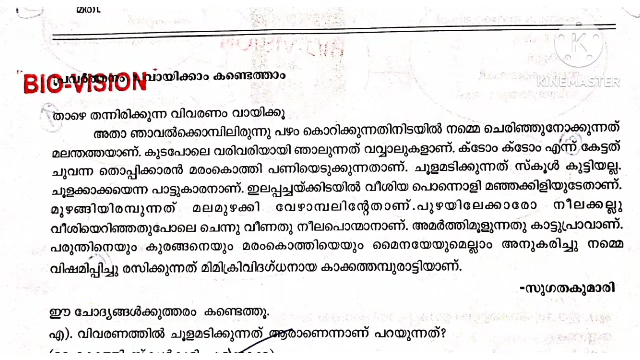 BIO-VISION
പ്രവർത്തനം വായിക്കാം കണ്ടെത്താം
KINEMASTER
താഴെ തന്നിരിക്കുന്ന വിവരണം വായിക്കൂ
അതാ ഞാവൽക്കൊമ്പിലിരുന്നു പഴം കൊറിക്കുന്നതിനിടയിൽ നമ്മെ ചെരിഞ്ഞുനോക്കുന്നത്
മലന്തത്തയാണ്. കുടപോലെ വരിവരിയായി ഞാലുന്നത് വവ്വാലുകളാണ്. ക്ടോം ക്ടോം എന്ന് കേട്ടത്
ചുവന്ന തൊപ്പിക്കാരൻ മരംകൊത്തി പണിയെടുക്കുന്നതാണ്. ചൂളമടിക്കുന്നത് സ്കൂൾ കുട്ടിയല്ല.
ചൂളക്കാക്കയെന്ന പാട്ടുകാരനാണ്. ഇലപ്പച്ചയ്ക്കിടയിൽ വീശിയ പൊന്നൊളി മഞ്ഞക്കിളിയുടേതാണ്.
മുഴങ്ങിയിരമ്പുന്നത് മലമുഴക്കി വേഴാമ്പലിന്റേതാണ്.പുഴയിലേക്കാരോ നീലക്കല്ലു
വീശിയെറിഞ്ഞതുപോലെ ചെന്നു വീണതു നീലപൊന്മാനാണ്. അമർത്തിമൂളുന്നതു കാട്ടുപ്രാവാണ്.
പരുന്തിനെയും കുരങ്ങനെയും മരംകൊത്തിയെയും മൈനയേയുമെല്ലാം അനുകരിച്ചു നമ്മെ
വിഷമിപ്പിച്ചു രസിക്കുന്നത് മിമിക്രിവിദഗ്ധനായ കാക്കത്തമ്പുരാട്ടിയാണ്.
-സുഗതകുമാരി
ഈ ചോദ്യങ്ങൾക്കുത്തരം കണ്ടെത്തൂ.
എ). വിവരണത്തിൽ ചൂളമടിക്കുന്നത് ആരാണെന്നാണ് പറയുന്നത്?